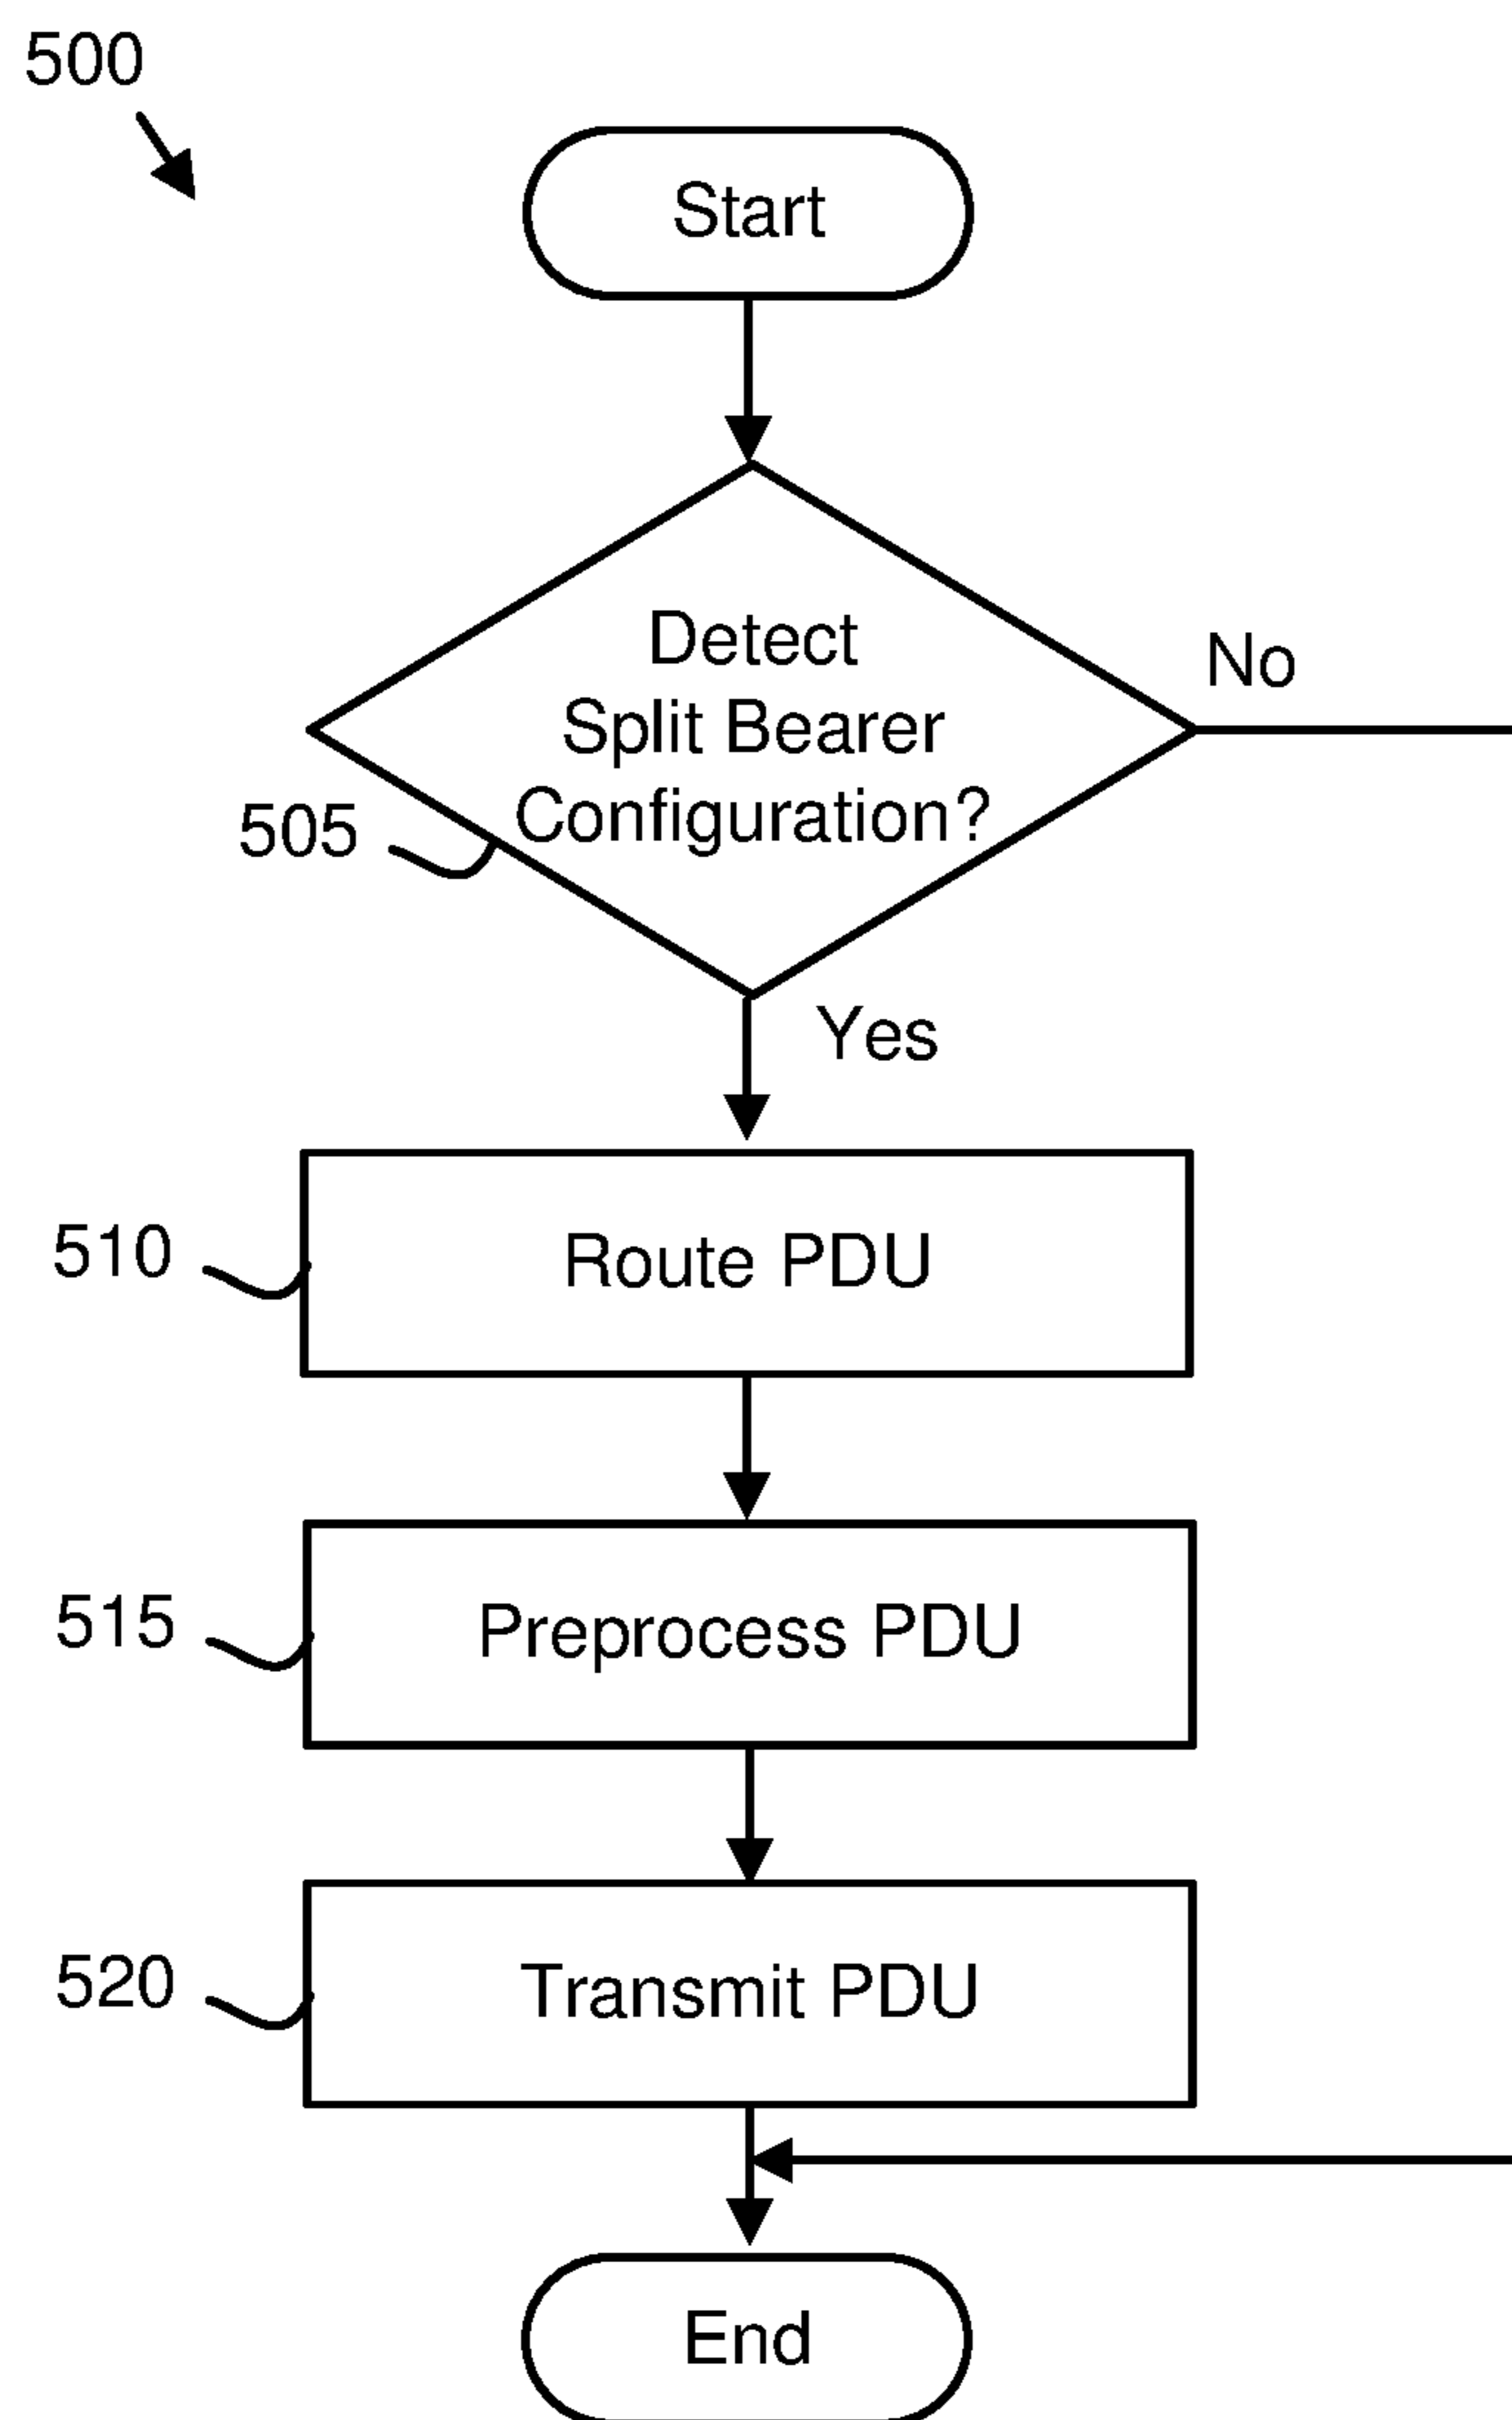 500
Start
Detect
Split Bearer
Configuration?
No
505
Yes
510
Route PDU
515
Preprocess PDU
520
Transmit PDU
End